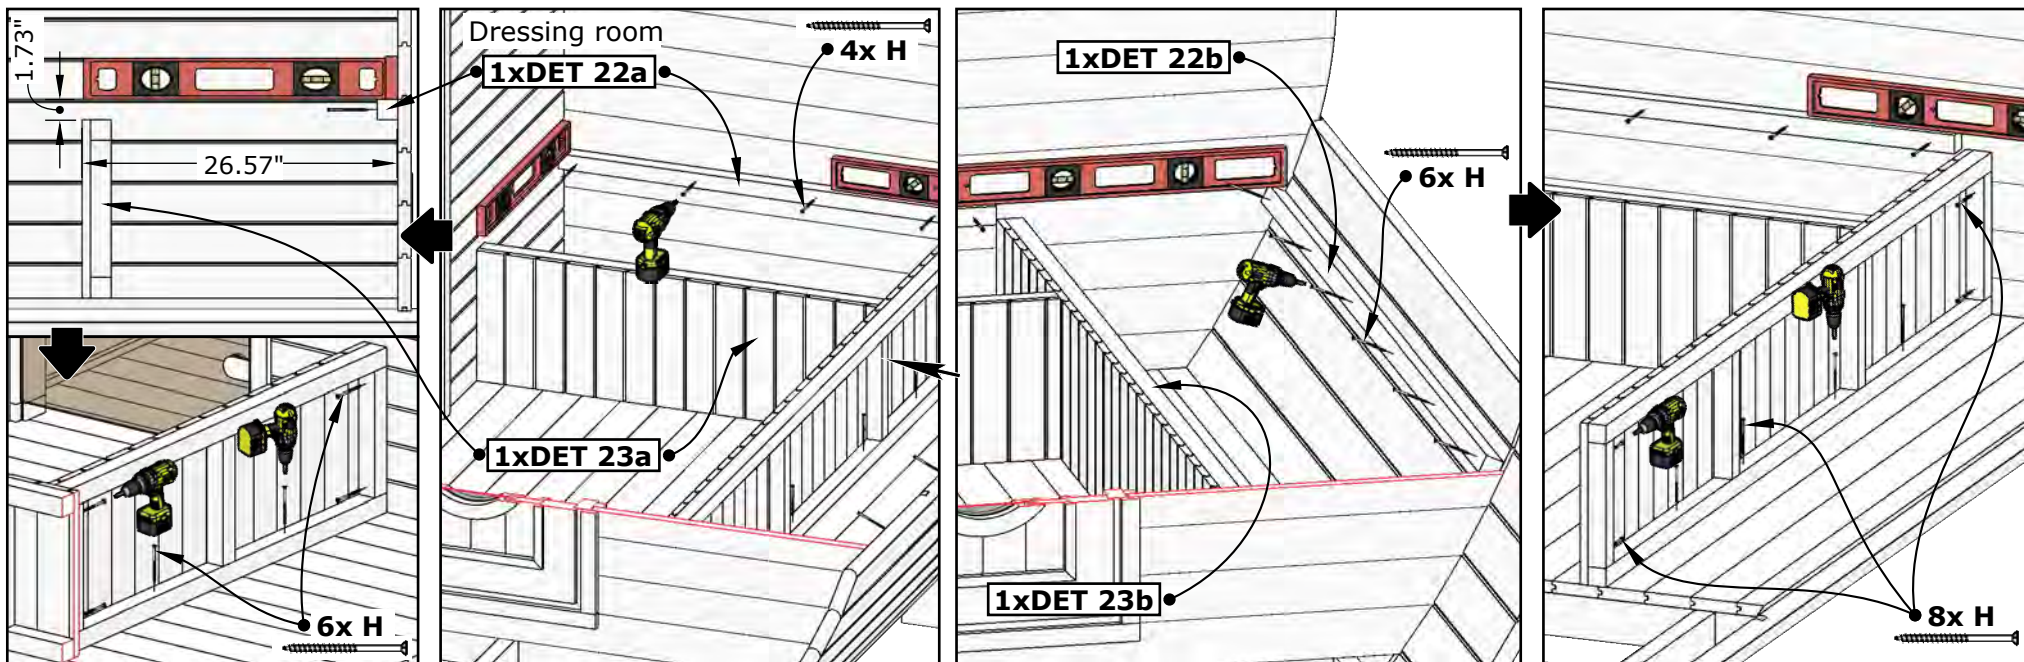 1.73"
26.57"
6x H
Dressing room
1xDET 22a
4x H
1xDET 23a
1xDET 22b
6x H
1xDET 23b
8x H